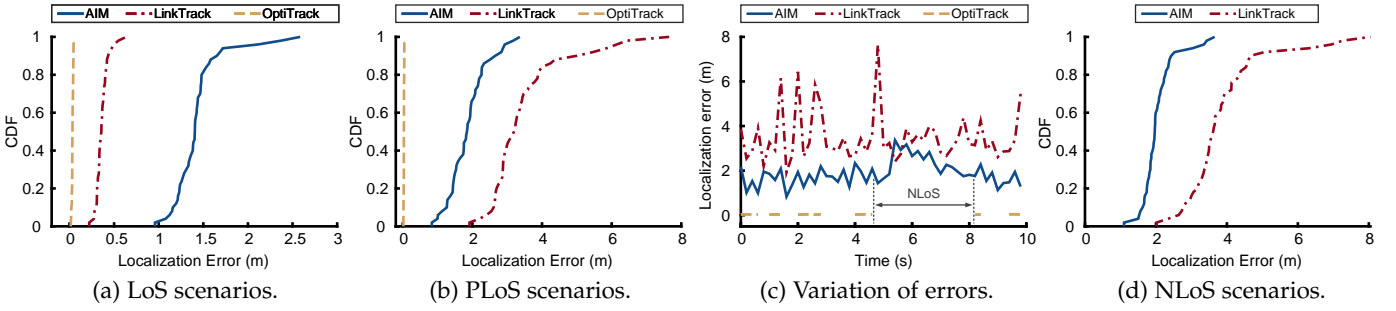 AIM LinkTrack OptiTrack
1
0.8
0.6
0.4
0.2
0
CDF
0 0.5 1 1.5 2 2.5 3
Localization Error (m)
(a) LoS scenarios.
AIM LinkTrack OptiTrack
1
0.8
0.6
0.4
0.2
0
CDF
0 2 4 6 8
Localization Error (m)
(b) PLoS scenarios.
AIM LinkTrack OptiTrack
8
6
4
2
0
Localization error (m)
NLoS
0 2 4 6 8 10
Time (s)
(c) Variation of errors.
AIM LinkTrack
1
0.8
0.6
0.4
0.2
0
CDF
0 2 4 6 8
Localization Error (m)
(d) NLoS scenarios.